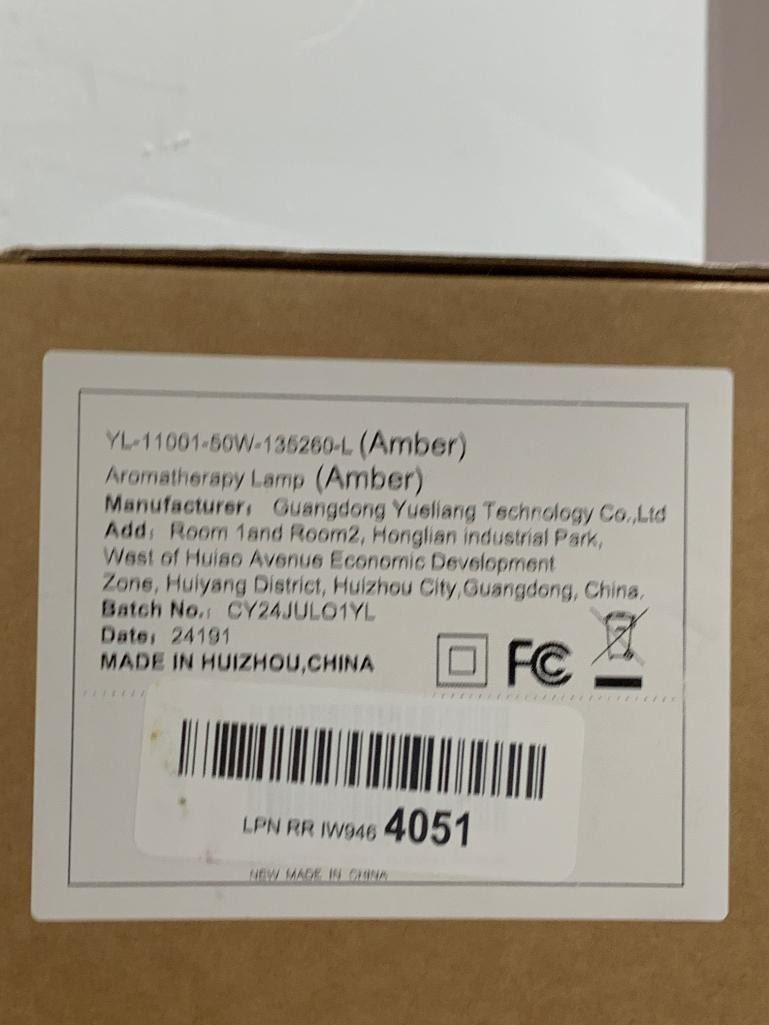 YL-11001-50W-135260-L (Amber)
Aromatherapy Lamp (Amber)
Manufacturer: Guangdong Yueliang Technology Co.,Ltd
Add: Room 1and Room2, Honglian industrial Park,
West of Huiao Avenue Economic Development
Zone, Huiyang District, Huizhou City,Guangdong, China.
Batch No.: CY24JUL01YL
Date: 24191
MADE IN HUIZHOU,CHINA
FC
LPN RR IW946 4051
NEW MADE IN CHINA